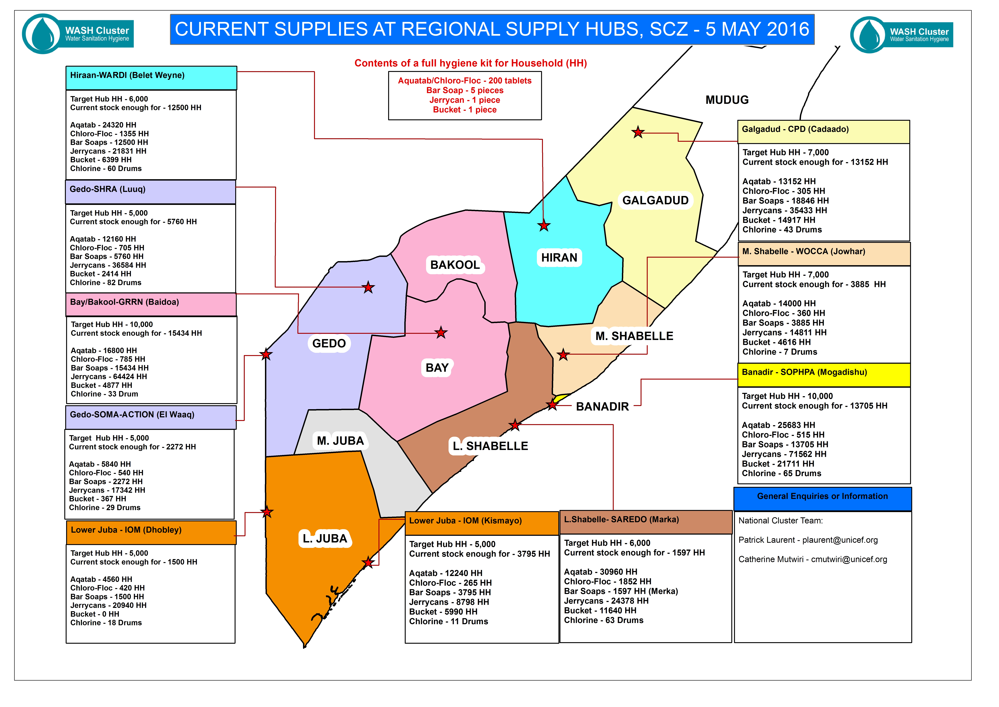 WASH Cluster
Water Sanitation Hygiene
CURRENT SUPPLIES AT REGIONAL SUPPLY HUBS, SCZ - 5 MAY 2016
WASH Cluster
Water Sanitation Hygiene
Contents of a full hygiene kit for Household (HH)
Aquatab/Chloro-Floc - 200 tablets
Bar Soap - 5 pieces
Jerrycan - 1 piece
Bucket - 1 piece
Hiraan-WARDI (Belet Weyne)
Target Hub HH - 6,000
Current stock enough for - 12500 HH
Aqatab - 24320 HH
Chloro-Floc - 1355 HH
Bar Soaps - 12500 HH
Jerrycans - 21831 HH
Bucket - 6399 HH
Chlorine - 60 Drums
Gedo-SHRA (Luuq)
Target Hub HH - 5,000
Current stock enough for - 5760 HH
Aqatab - 12160 HH
Chloro-Floc - 705 HH
Bar Soaps - 5760 HH
Jerrycans - 36584 HH
Bucket - 2414 HH
Chlorine - 82 Drums
Bay/Bakool-GRRN (Baidoa)
Target Hub HH - 10,000
Current stock enough for - 15434 HH
Aqatab - 16800 HH
Chloro-Floc - 785 HH
Bar Soaps - 15434 HH
Jerrycans - 64424 HH
Bucket - 4877 HH
Chlorine - 33 Drum
Gedo-SOMA-ACTION (El Waaq)
Target Hub HH - 5,000
Current stock enough for - 2272 HH
Aqatab - 5840 HH
Chloro-Floc - 540 HH
Bar Soaps - 2272 HH
Jerrycans - 17342 HH
Bucket - 367 HH
Chlorine - 29 Drums
Lower Juba - IOM (Dhobley)
Target Hub HH - 5,000
Current stock enough for - 1500 HH
Aqatab - 4560 HH
Chloro-Floc - 420 HH
Bar Soaps - 1500 HH
Jerrycans - 20940 HH
Bucket - 0 HH
Chlorine - 18 Drums
MUDUG
GALGADUD
HIRAN
BAKOOL
M. SHABELLE
GEDO
BAY
BANADIR
M. JUBA
L. SHABELLE
L. JUBA
Lower Juba - IOM (Kismayo)
Target Hub HH - 5,000
Current stock enough for - 3795 HH
Aqatab - 12240 HH
Chloro-Floc - 265 HH
Bar Soaps - 3795 HH
Jerrycans - 8798 HH
Bucket - 5990 HH
Chlorine - 11 Drums
L.Shabelle- SAREDO (Marka)
Target Hub HH - 6,000
Current stock enough for - 1597 HH
Aqatab - 30960 HH
Chloro-Floc - 1852 HH
Bar Soaps - 1597 HH (Merka)
Jerrycans - 24378 HH
Bucket - 11640 HH
Chlorine - 63 Drums
Galgadud - CPD (Cadaado)
Target Hub HH - 7,000
Current stock enough for - 13152 HH
Aqatab - 13152 HH
Chloro-Floc - 305 HH
Bar Soaps - 18846 HH
Jerrycans - 35433 HH
Bucket - 14917 HH
Chlorine - 43 Drums
M. Shabelle - WOCCA (Jowhar)
Target Hub HH - 7,000
Current stock enough for - 3885 HH
Aqatab - 14000 HH
Chloro-Floc - 360 HH
Bar Soaps - 3885 HH
Jerrycans - 14811 HH
Bucket - 4616 HH
Chlorine - 7 Drums
Banadir - SOPHPA (Mogadishu)
Target Hub HH - 10,000
Current stock enough for - 13705 HH
Aqatab - 25683 HH
Chloro-Floc - 515 HH
Bar Soaps - 13705 HH
Jerrycans - 71562 HH
Bucket - 21711 HH
Chlorine - 65 Drums
General Enquiries or Information
National Cluster Team:
Patrick Laurent - plaurent@unicef.org
Catherine Mutwiri - cmutwiri@unicef.org